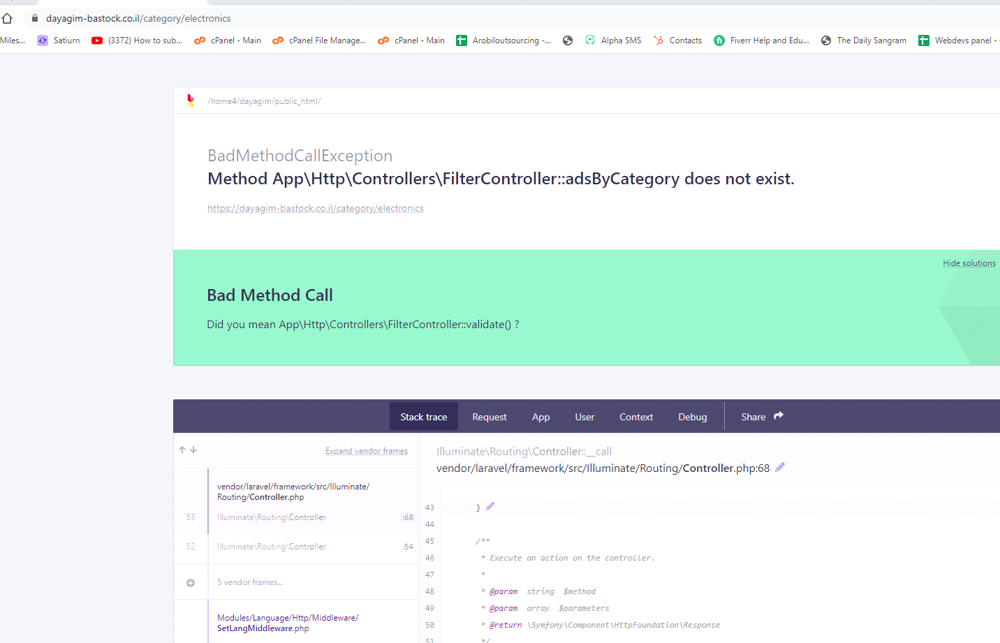 dayagim-bastock.co.il/category/electronics
Miles... Satiurn (3372) How to sub... cPanel - Main cPanel File Manage... cPanel - Main Arobiloutsourcing -... Alpha SMS Contacts Fiverr Help and Edu... The Daily Sangram Webdevs panel -
/home4/dayagim/public_html/
BadMethodCallException
Method App\Http\Controllers\FilterController::adsByCategory does not exist.
https://dayagim-bastock.co.il/category/electronics
Hide solutions
Bad Method Call
Did you mean App\Http\Controllers\FilterController::validate() ?
Stack trace Request App User Context Debug Share
Expand vendor frames
vendor/laravel/framework/src/Illuminate/
Routing/Controller.php
53 Illuminate\Routing\Controller :68
52 Illuminate\Routing\Controller :54
5 vendor frames...
Modules/Language/Http/Middleware/
SetLangMiddleware.php
Illuminate\Routing\Controller::__call
vendor/laravel/framework/src/Illuminate/Routing/Controller.php:68
43 }
44
45 /**
46 * Execute an action on the controller.
47 *
48 * @param string $method
49 * @param array $parameters
50 * @return \Symfony\Component\HttpFoundation\Response
51 */